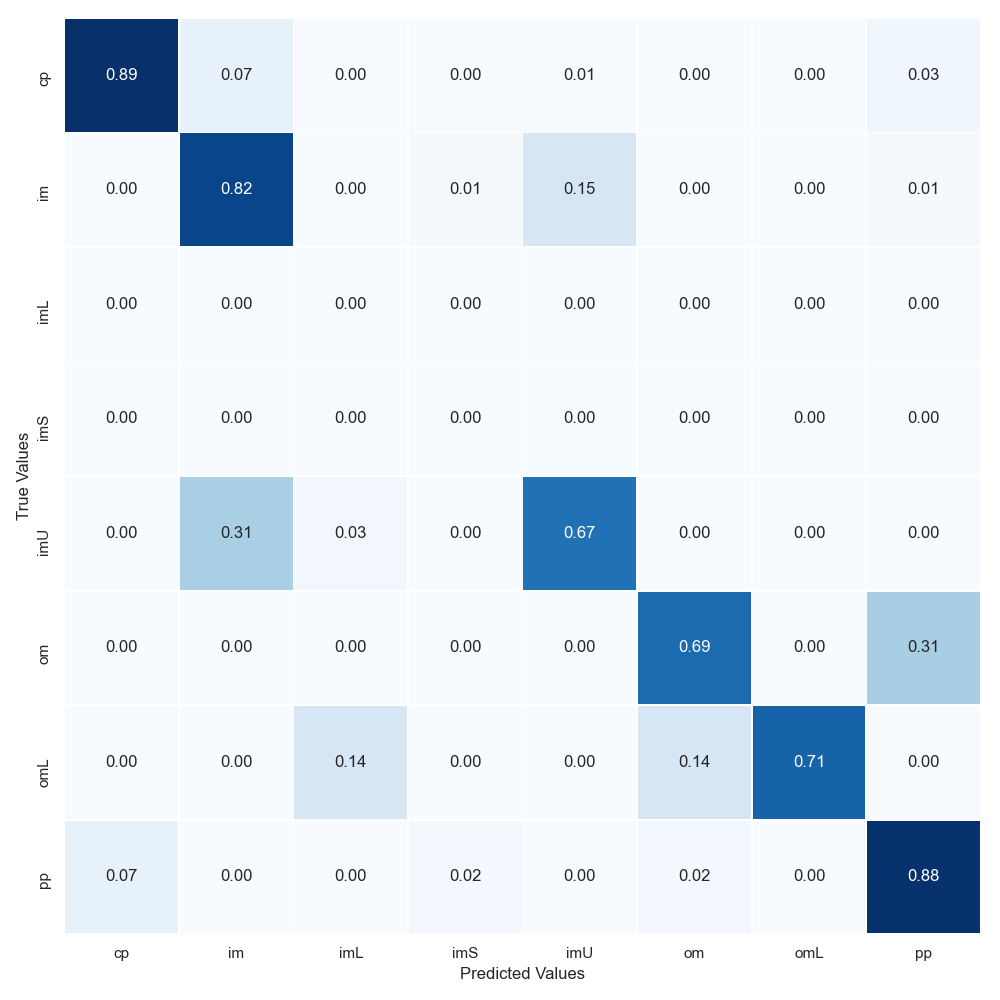 cp 0.89 0.07 0.00 0.00 0.01 0.00 0.00 0.03
im 0.00 0.82 0.00 0.01 0.15 0.00 0.00 0.01
imL 0.00 0.00 0.00 0.00 0.00 0.00 0.00 0.00
imS 0.00 0.00 0.00 0.00 0.00 0.00 0.00 0.00
True Values
imU 0.00 0.31 0.03 0.00 0.67 0.00 0.00 0.00
om 0.00 0.00 0.00 0.00 0.00 0.69 0.00 0.31
omL 0.00 0.00 0.14 0.00 0.00 0.14 0.71 0.00
pp 0.07 0.00 0.00 0.02 0.00 0.02 0.00 0.88
cp im imL imS imU om omL pp
Predicted Values